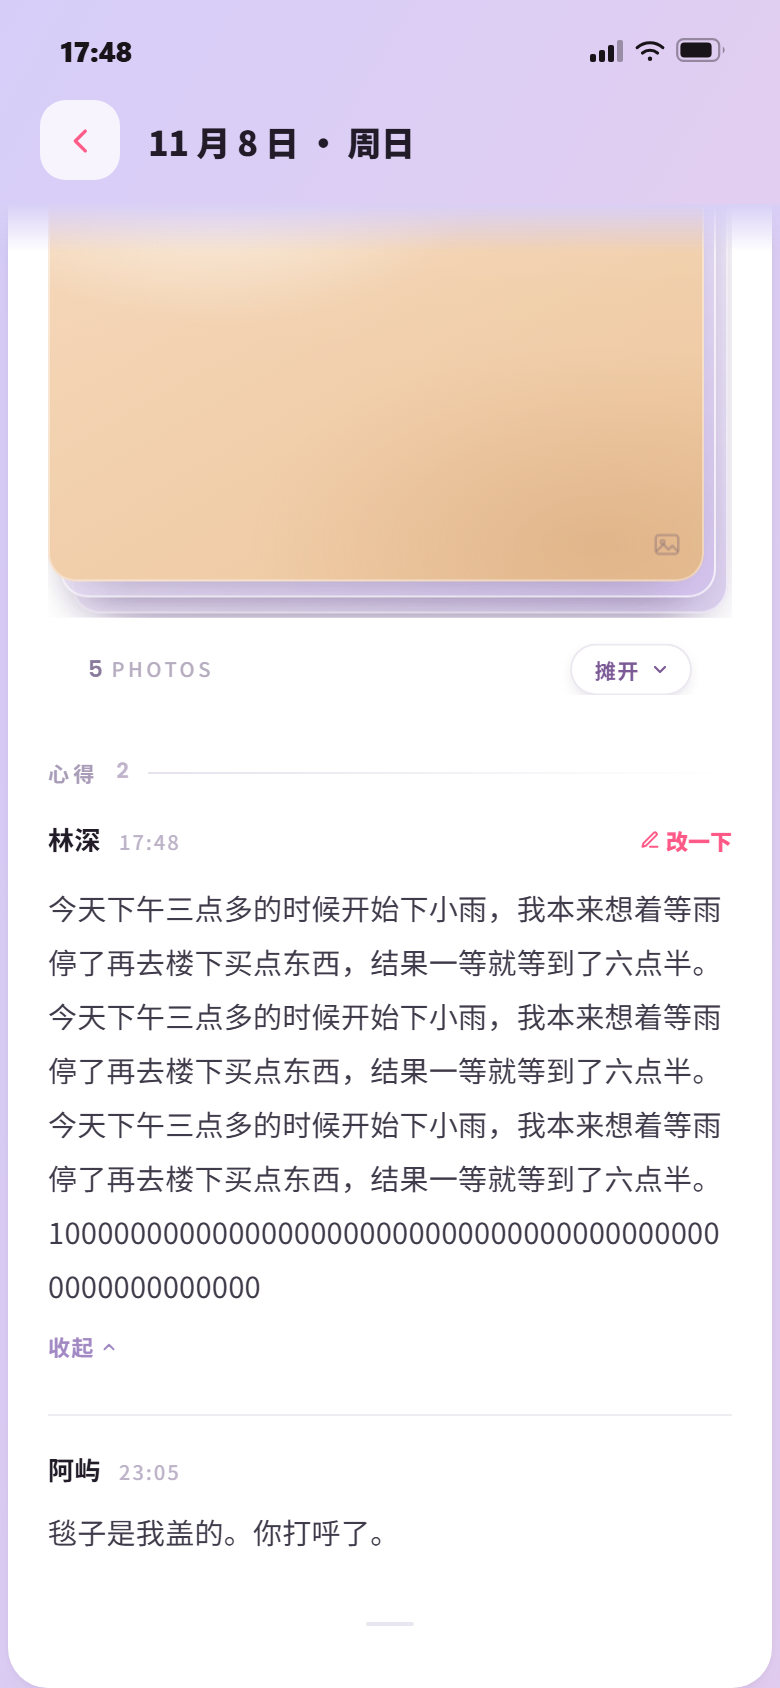 17:48
11 月 8 日 · 周日
5 PHOTOS
摊开
心得 2
林深 17:48
改一下
今天下午三点多的时候开始下小雨，我本来想着等雨
停了再去楼下买点东西，结果一等就等到了六点半。
今天下午三点多的时候开始下小雨，我本来想着等雨
停了再去楼下买点东西，结果一等就等到了六点半。
今天下午三点多的时候开始下小雨，我本来想着等雨
停了再去楼下买点东西，结果一等就等到了六点半。
10000000000000000000000000000000000000000
0000000000000
收起
阿屿 23:05
毯子是我盖的。你打呼了。